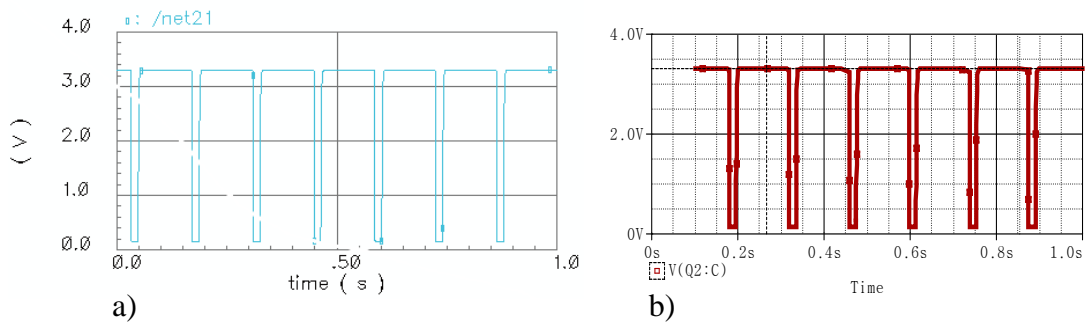 : /net21
4.0
3.0
2.0
1.0
0.0
( V )
0.0
.50
1.0
time ( s )
a)
4.0V
2.0V
0V
0s
0.2s
0.4s
0.6s
0.8s
1.0s
V(Q2:C)
Time
b)